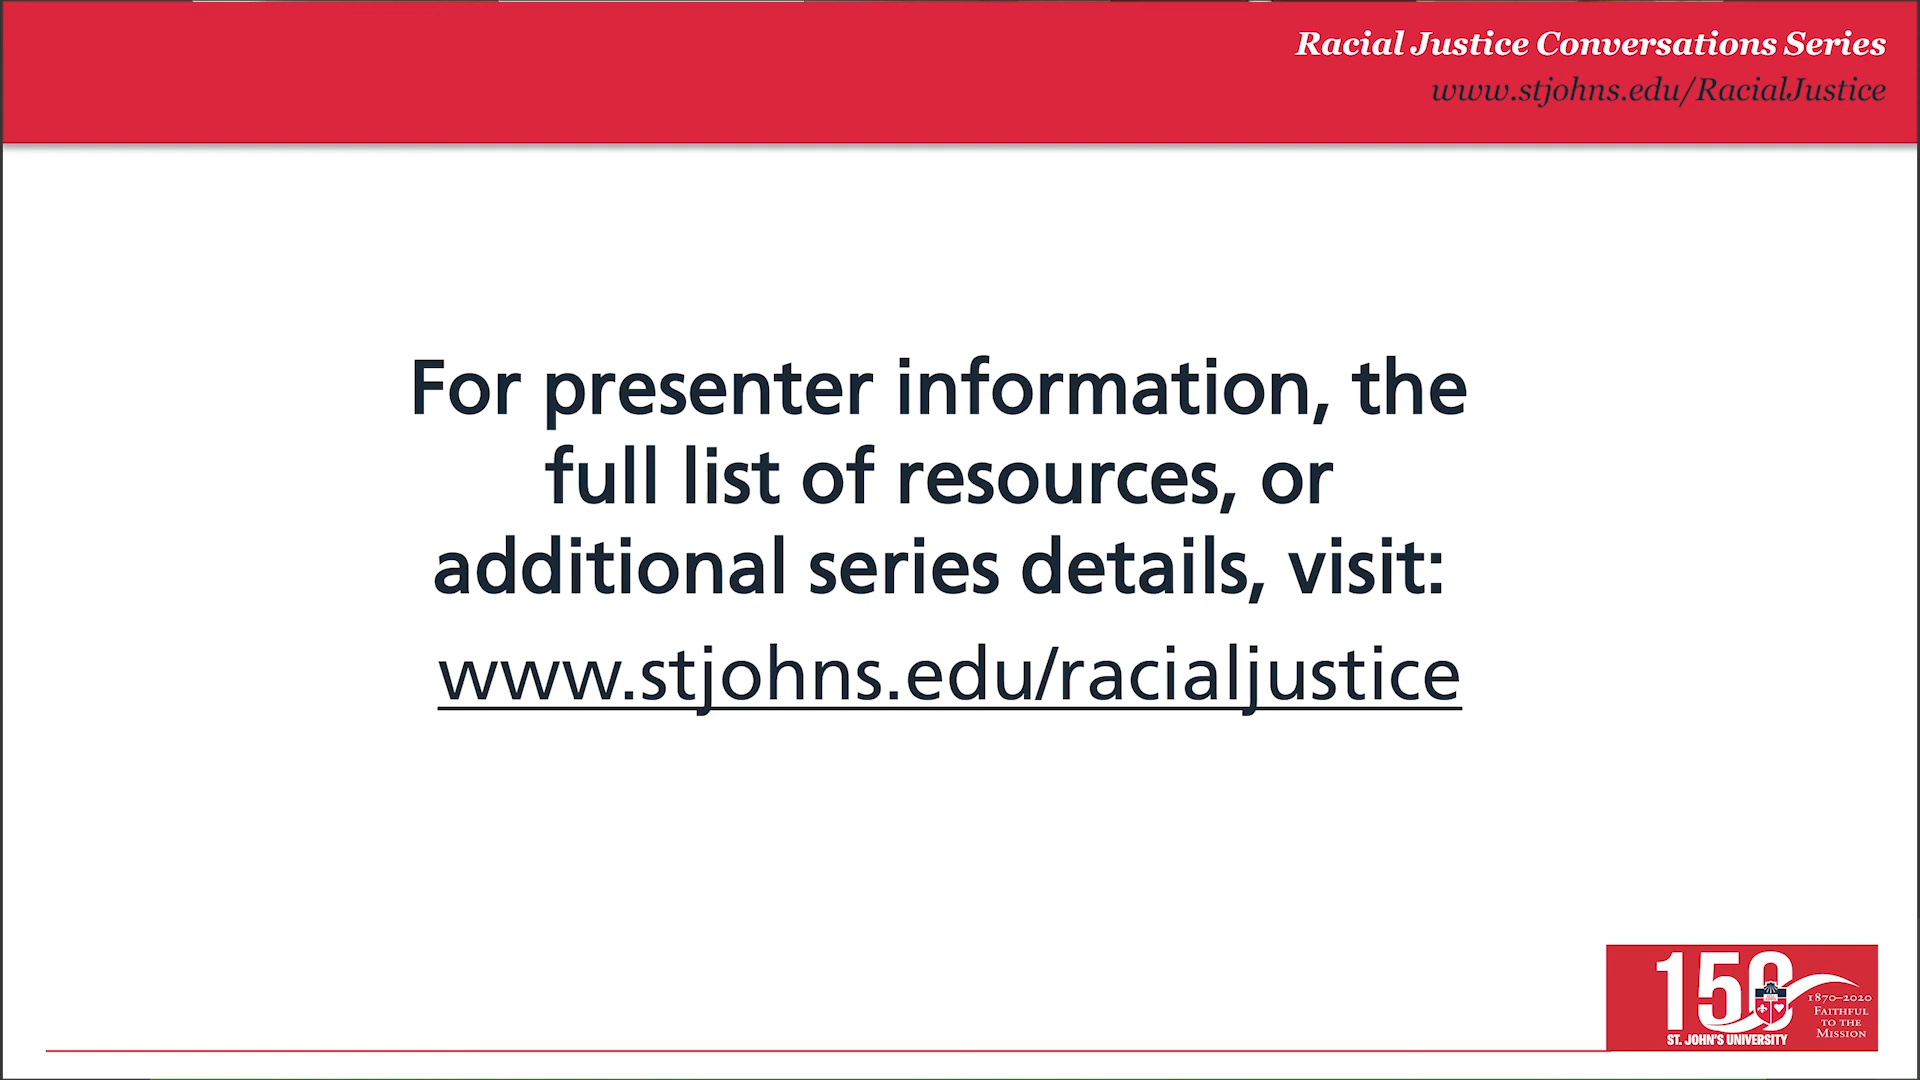 Racial Justice Conversations Series
www.stjohns.edu/RacialJustice
For presenter information, the
full list of resources, or
additional series details, visit:
www.stjohns.edu/racialjustice
150
ST. JOHN'S UNIVERSITY
1870–2020
FAITHFUL
TO THE
MISSION